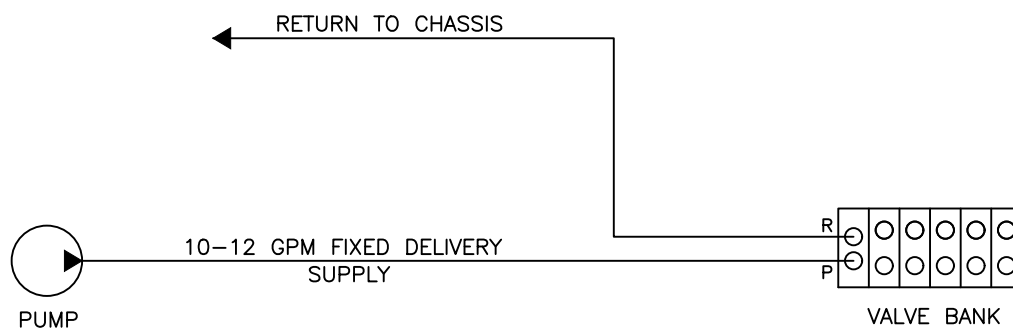 RETURN TO CHASSIS
R
10-12 GPM FIXED DELIVERY
SUPPLY
P
PUMP
VALVE BANK